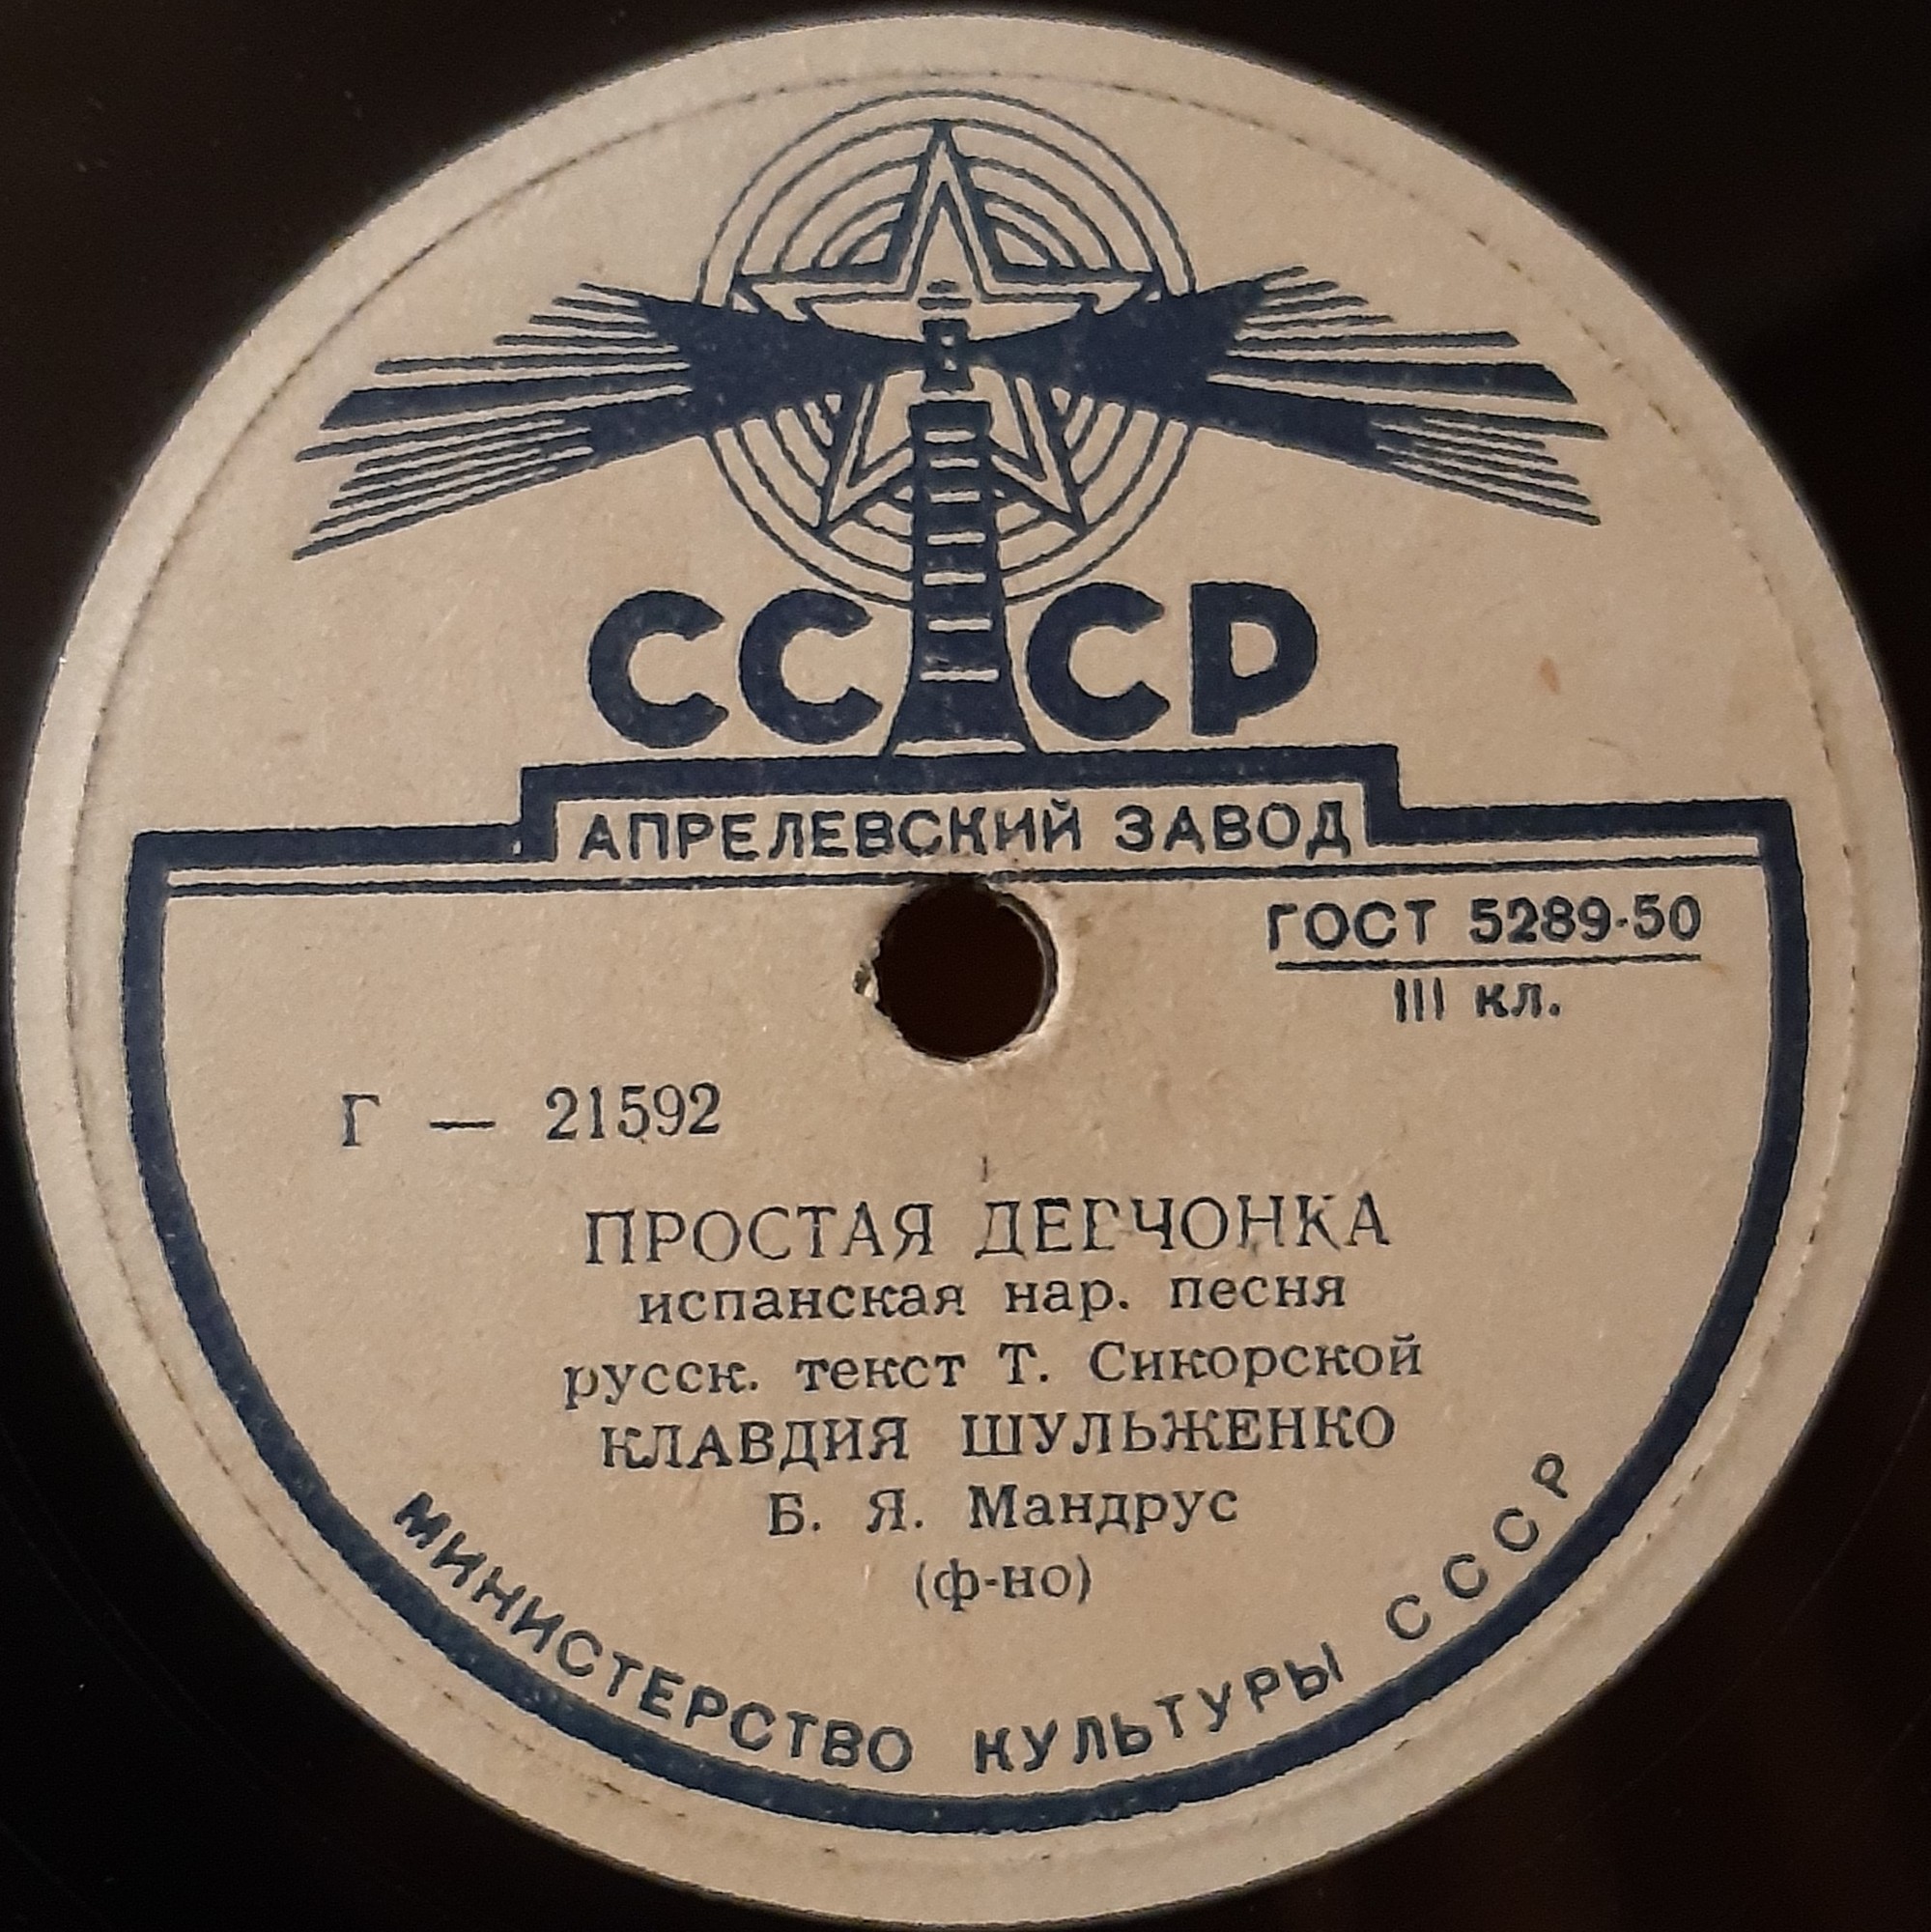 СССР
АПРЕЛЕВСКИЙ ЗАВОД
ГОСТ 5289-50
III кл.
Г — 21592
ПРОСТАЯ ДЕВЧОНКА
испанская нар. песня
русск. текст Т. Сикорской
КЛАВДИЯ ШУЛЬЖЕНКО
Б. Я. Мандрус
(ф-но)
МИНИСТЕРСТВО КУЛЬТУРЫ СССР